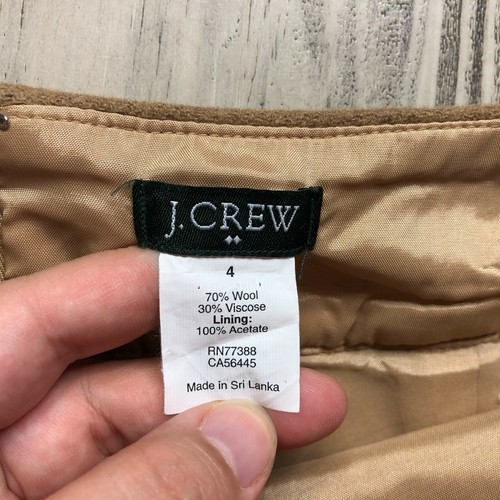 J.CREW
4
70% Wool
30% Viscose
Lining:
100% Acetate
RN77388
CA56445
Made in Sri Lanka